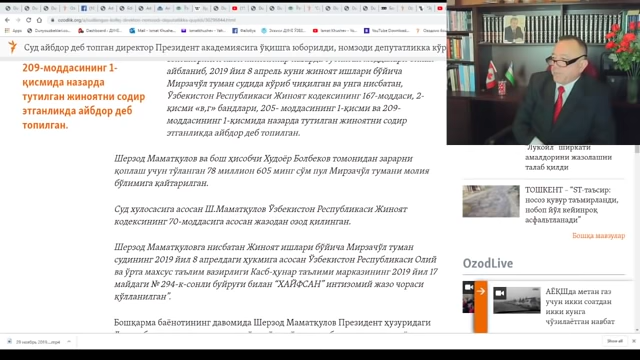 ozodlik.org
Суд айбдор деб топган директор Президент академиясига ўқишга юборилди, номзоди депутатликка кўр
209-моддасининг 1-
қисмида назарда
тутилган жиноятни содир
этганликда айбдор деб
топилган.
айбланиб, 2019 йил 8 апрель куни жиноят ишлари бўйича
Мирзачўл туман судида кўриб чиқилган ва унга нисбатан,
Ўзбекистон Республикаси Жиноят кодексининг 167-моддаси, 2-
қисми «в,г» бандлари, 205- моддасининг 1-қисми ва 209-
моддасининг 1-қисмида назарда тутилган жиноятни содир
этганликда айбдор деб топилган.
Шерзод Маматқулов ва бош ҳисобчи Худоёр Болбеков томонидан зарарни
қоплаш учун тўланган 78 миллион 605 минг сўм пул Мирзачўл тумани молия
бўлимига қайтарилган.
Суд хулосасига асосан Ш.Маматқулов Ўзбекистон Республикаси Жиноят
кодексининг 70-моддасига асосан жазодан озод қилинган.
Шерзод Маматқуловга нисбатан Жиноят ишлари бўйича Мирзачўл туман
судининг 2019 йил 8 апрелдаги ҳукмига асосан Ўзбекистон Республикаси Олий
ва ўрта махсус таълим вазирлиги Касб-ҳунар таълими марказининг 2019 йил 17
майдаги № 294-к-сонли буйруғи билан “ХАЙФСАН” интизомий жазо чораси
қўлланилган”.
Бошқарма баёнотининг давомида Шерзод Маматқулов Президент ҳузуридаги
"Лукойл" ширкати
амалдорини жазолашни
талаб қилди
ТОШКЕНТ - “ST-таъсир:
носоз қувур таъмирланди,
нобоп йўл кейинроқ
асфальтланади”
Бошқа мавзулар
OzodLive
АЁҚШда метан газ
учун икки соатдан
икки кунга
чўзилаётган навбат
Show all